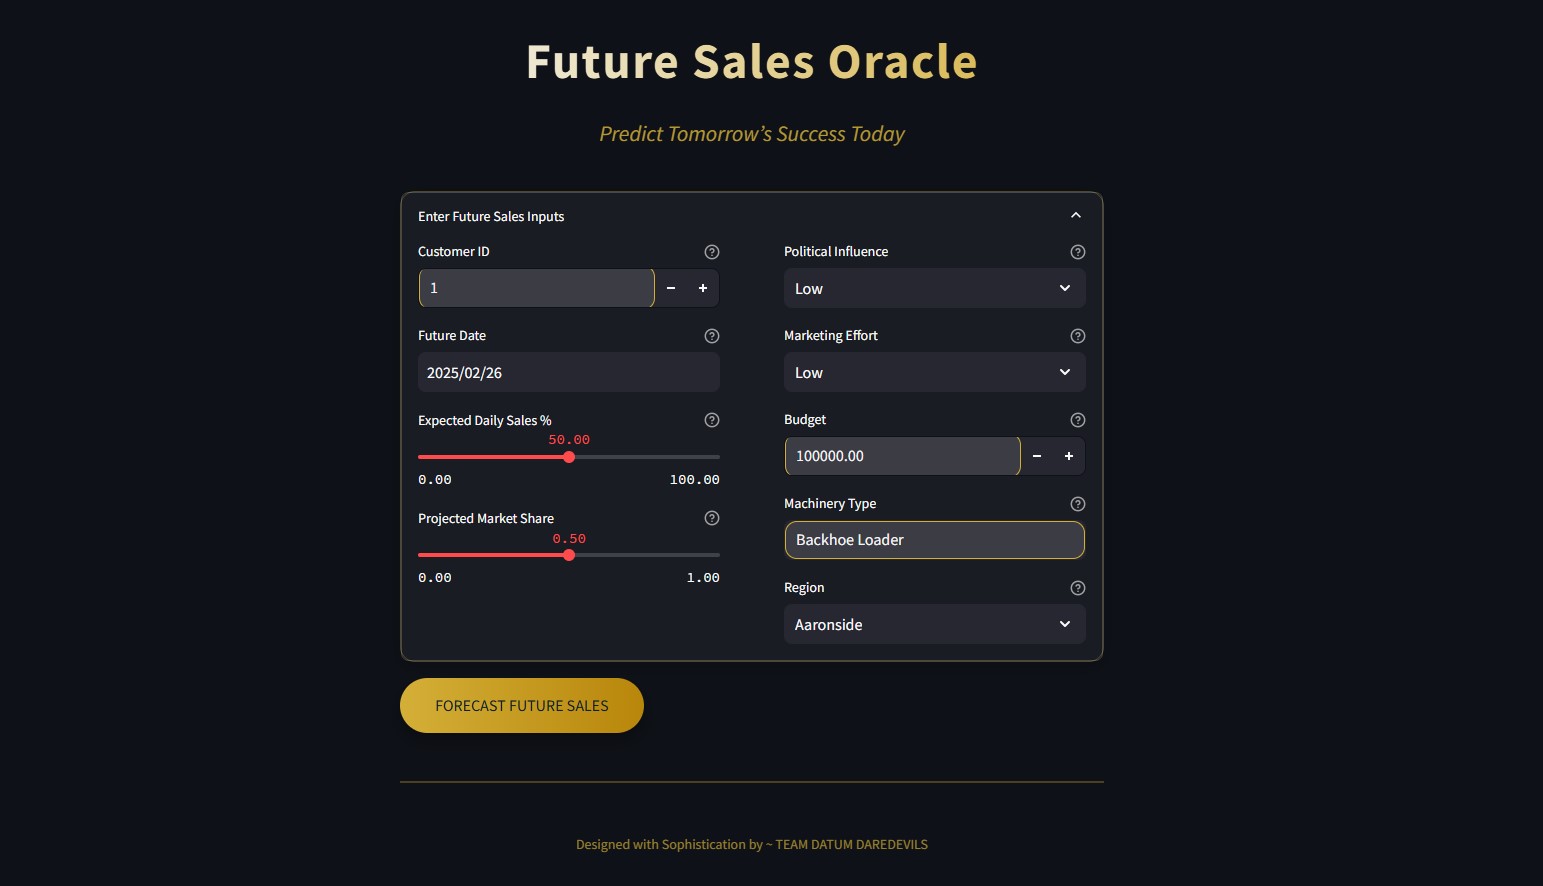 Future Sales Oracle
Predict Tomorrow’s Success Today
Enter Future Sales Inputs
Customer ID
1
Future Date
2025/02/26
Expected Daily Sales %
50.00
0.00 100.00
Projected Market Share
0.50
0.00 1.00
Political Influence
Low
Marketing Effort
Low
Budget
100000.00
Machinery Type
Backhoe Loader
Region
Aaronside
FORECAST FUTURE SALES
Designed with Sophistication by ~ TEAM DATUM DAREDEVILS